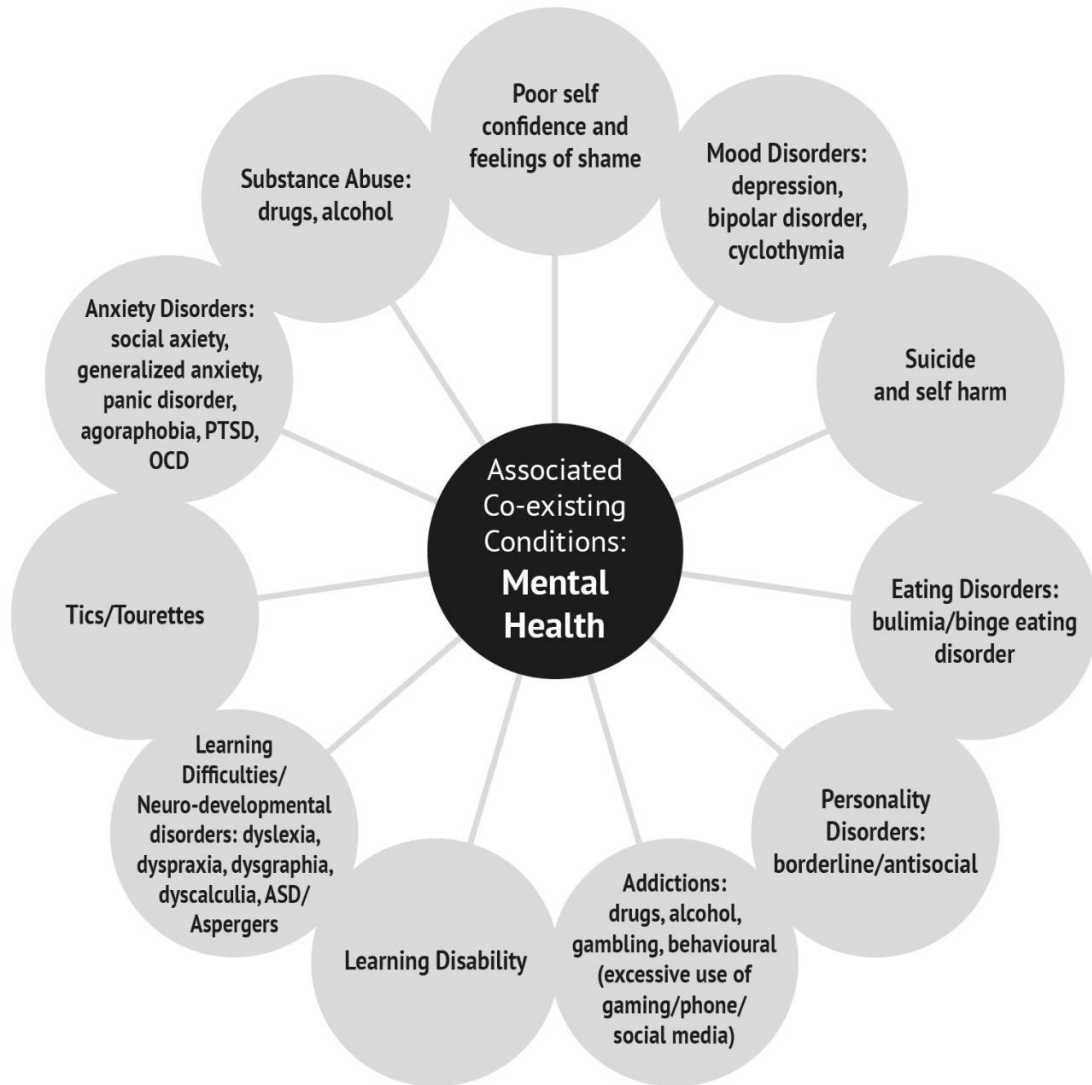 Poor self
confidence and
feelings of shame
Mood Disorders:
depression,
bipolar disorder,
cyclothymia
Suicide
and self harm
Eating Disorders:
bulimia/binge eating
disorder
Personality
Disorders:
borderline/antisocial
Addictions:
drugs, alcohol,
gambling, behavioural
(excessive use of
gaming/phone/
social media)
Learning Disability
Learning
Difficulties/
Neuro-developmental
disorders: dyslexia,
dyspraxia, dysgraphia,
dyscalculia, ASD/
Aspergers
Tics/Tourettes
Anxiety Disorders:
social axiety,
generalized anxiety,
panic disorder,
agoraphobia, PTSD,
OCD
Substance Abuse:
drugs, alcohol
Associated
Co-existing
Conditions:
Mental
Health